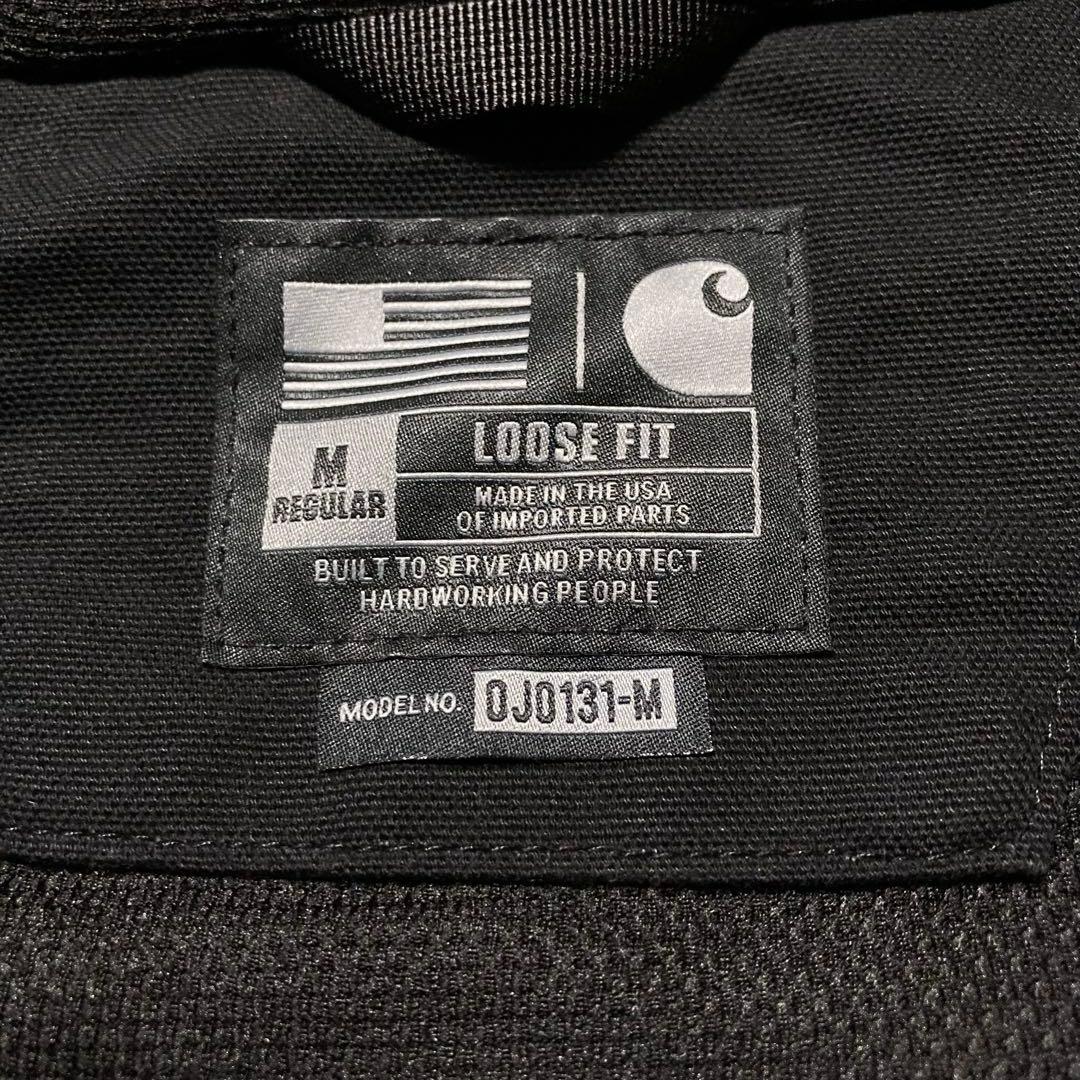 LOOSE FIT
M
REGULAR
MADE IN THE USA
OF IMPORTED PARTS
BUILT TO SERVE AND PROTECT
HARDWORKING PEOPLE
MODEL NO. 0J0131-M